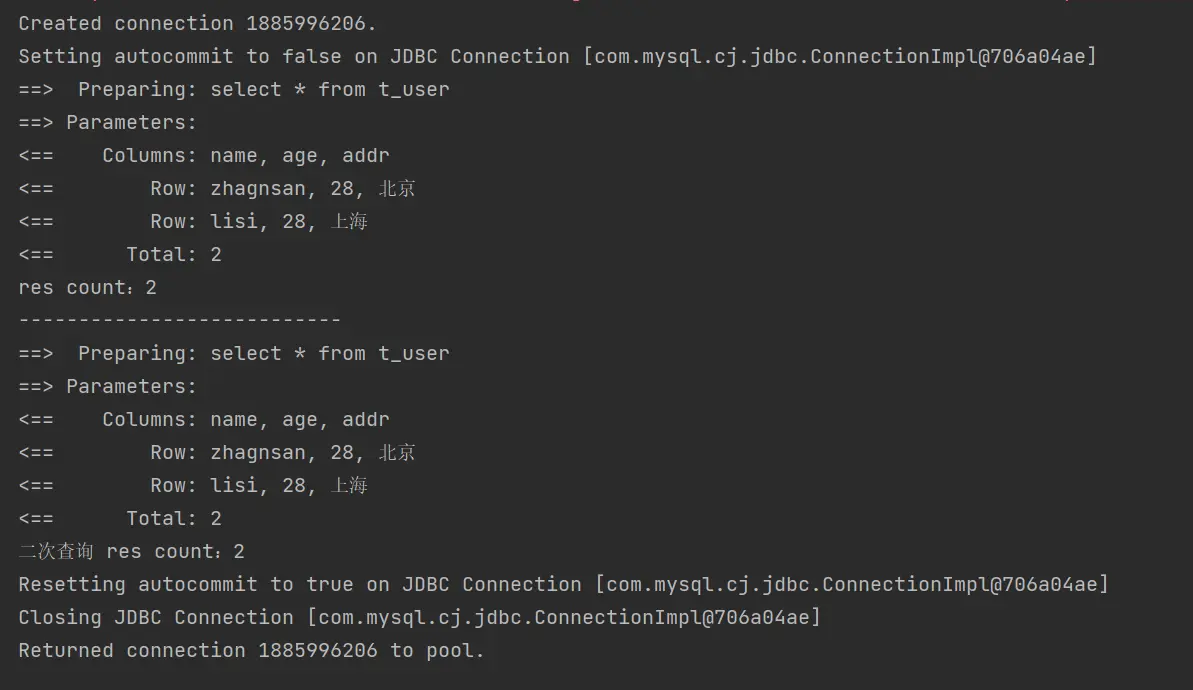 Created connection 1885996206.
Setting autocommit to false on JDBC Connection [com.mysql.cj.jdbc.ConnectionImpl@706a04ae]
==>  Preparing: select * from t_user
==> Parameters:
<==    Columns: name, age, addr
<==        Row: zhagnsan, 28, 北京
<==        Row: lisi, 28, 上海
<==      Total: 2
res count：2
---------------------------
==>  Preparing: select * from t_user
==> Parameters:
<==    Columns: name, age, addr
<==        Row: zhagnsan, 28, 北京
<==        Row: lisi, 28, 上海
<==      Total: 2
二次查询 res count：2
Resetting autocommit to true on JDBC Connection [com.mysql.cj.jdbc.ConnectionImpl@706a04ae]
Closing JDBC Connection [com.mysql.cj.jdbc.ConnectionImpl@706a04ae]
Returned connection 1885996206 to pool.